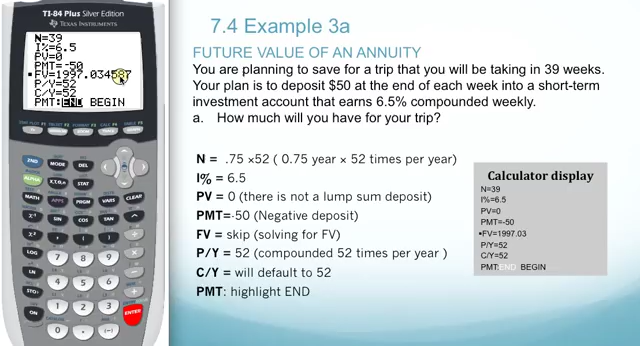 TI-84 Plus Silver Edition
TEXAS INSTRUMENTS
N=39
I%=6.5
PV=0
PMT=-50
▪FV=1997.034587
P/Y=52
C/Y=52
PMT:END BEGIN
2ND
MODE
DEL
ALPHA
X,T,θ,n
STAT
MATH
APPS
PRGM
VARS
CLEAR
SIN
COS
TAN
^
,
(
)
7
8
9
LOG
4
5
6
LN
1
2
3
STO▸
ON
0
.
(-)
ENTER
7.4 Example 3a
FUTURE VALUE OF AN ANNUITY
You are planning to save for a trip that you will be taking in 39 weeks.
Your plan is to deposit $50 at the end of each week into a short-term
investment account that earns 6.5% compounded weekly.
a. How much will you have for your trip?
N = .75 ×52 ( 0.75 year × 52 times per year)
I% = 6.5
PV = 0 (there is not a lump sum deposit)
PMT=-50 (Negative deposit)
FV = skip (solving for FV)
P/Y = 52 (compounded 52 times per year )
C/Y = will default to 52
PMT: highlight END
Calculator display
N=39
I%=6.5
PV=0
PMT=-50
•FV=1997.03
P/Y=52
C/Y=52
PMT:END BEGIN